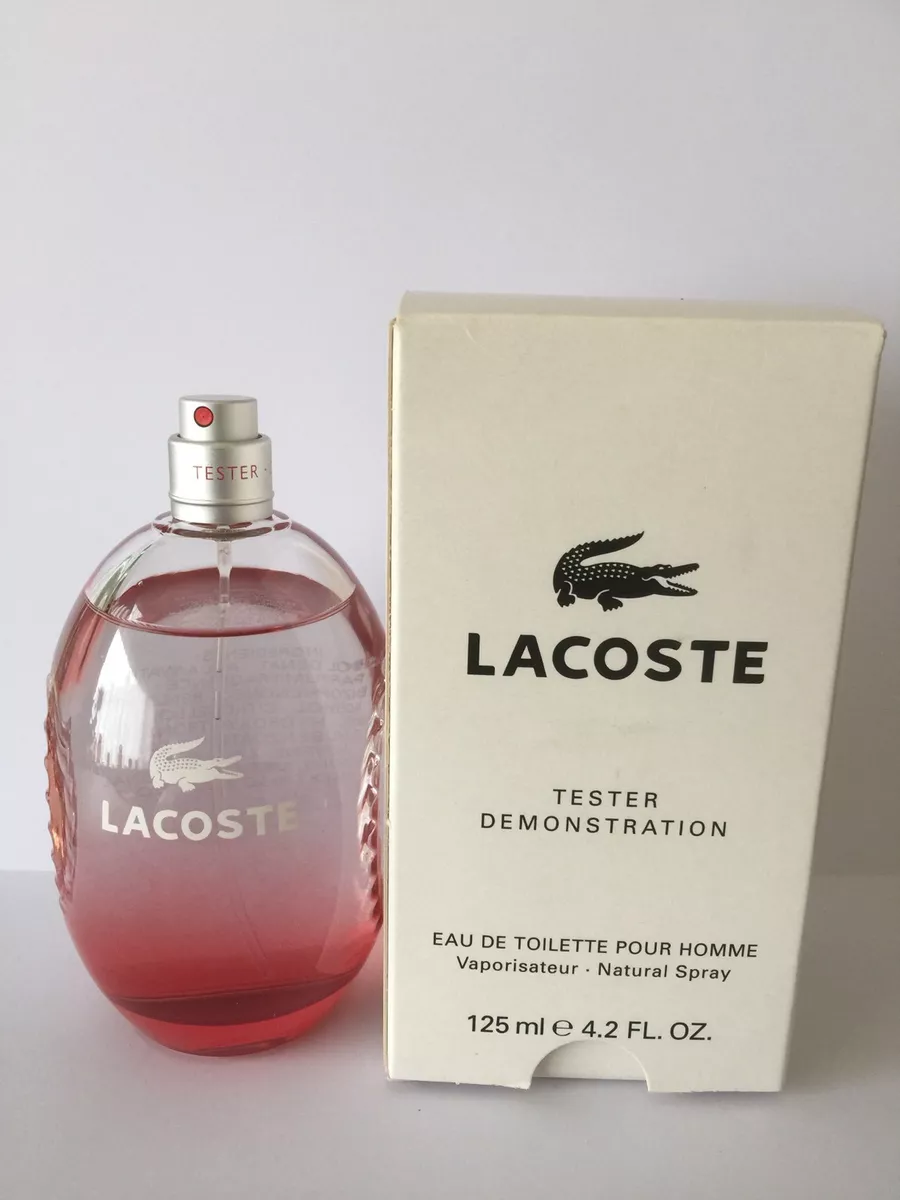 TESTER
LACOSTE
LACOSTE
TESTER
DEMONSTRATION
EAU DE TOILETTE POUR HOMME
Vaporisateur · Natural Spray
125 ml ℮ 4.2 FL. OZ.